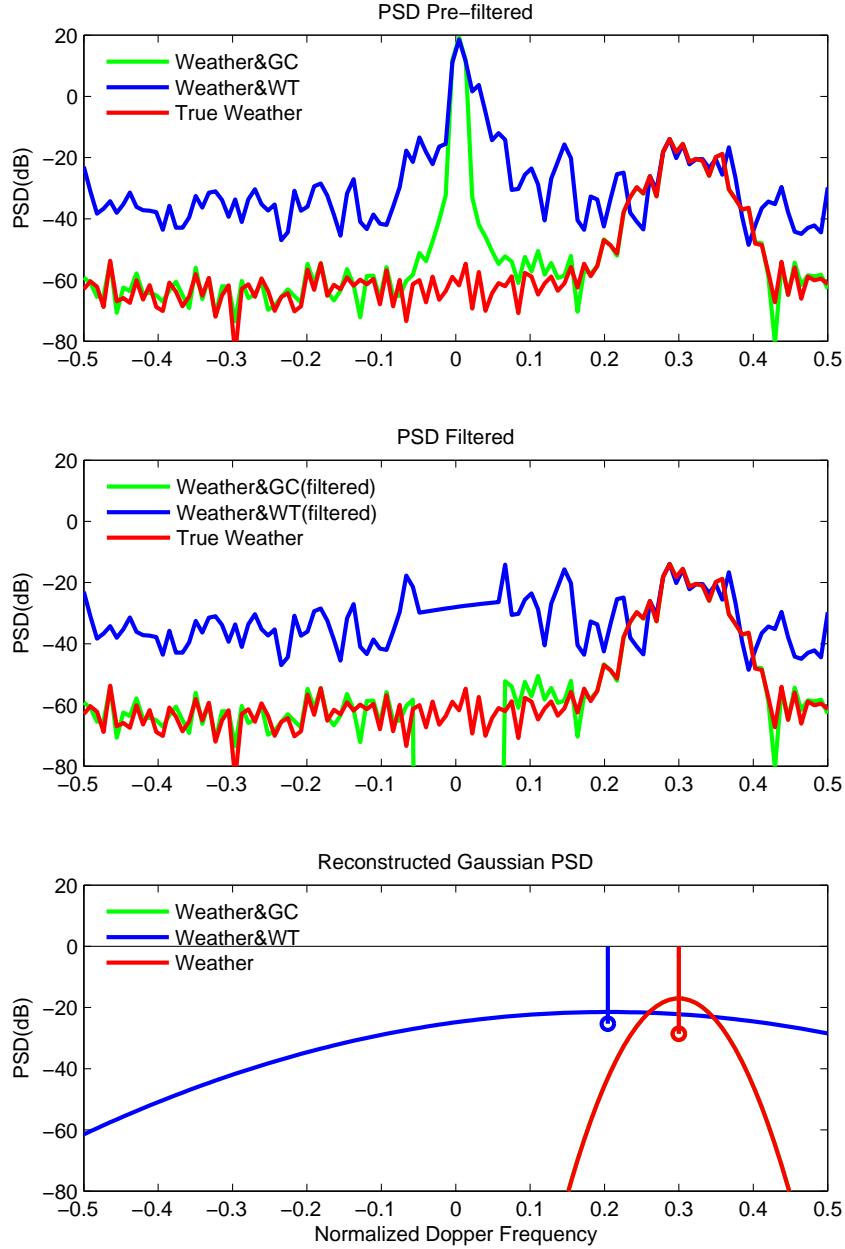 PSD Pre−filtered
20
0
−20
−40
−60
−80
PSD(dB)
Weather&GC
Weather&WT
True Weather
−0.5 −0.4 −0.3 −0.2 −0.1 0 0.1 0.2 0.3 0.4 0.5
PSD Filtered
20
0
−20
−40
−60
−80
PSD(dB)
Weather&GC(filtered)
Weather&WT(filtered)
True Weather
−0.5 −0.4 −0.3 −0.2 −0.1 0 0.1 0.2 0.3 0.4 0.5
Reconstructed Gaussian PSD
20
0
−20
−40
−60
−80
PSD(dB)
Weather&GC
Weather&WT
Weather
−0.5 −0.4 −0.3 −0.2 −0.1 0 0.1 0.2 0.3 0.4 0.5
Normalized Dopper Frequency